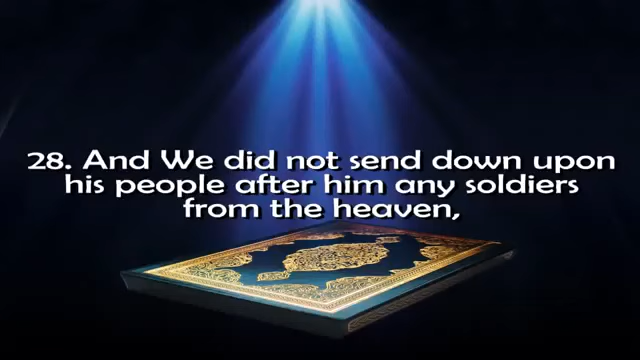 28. And We did not send down upon
his people after him any soldiers
from the heaven,